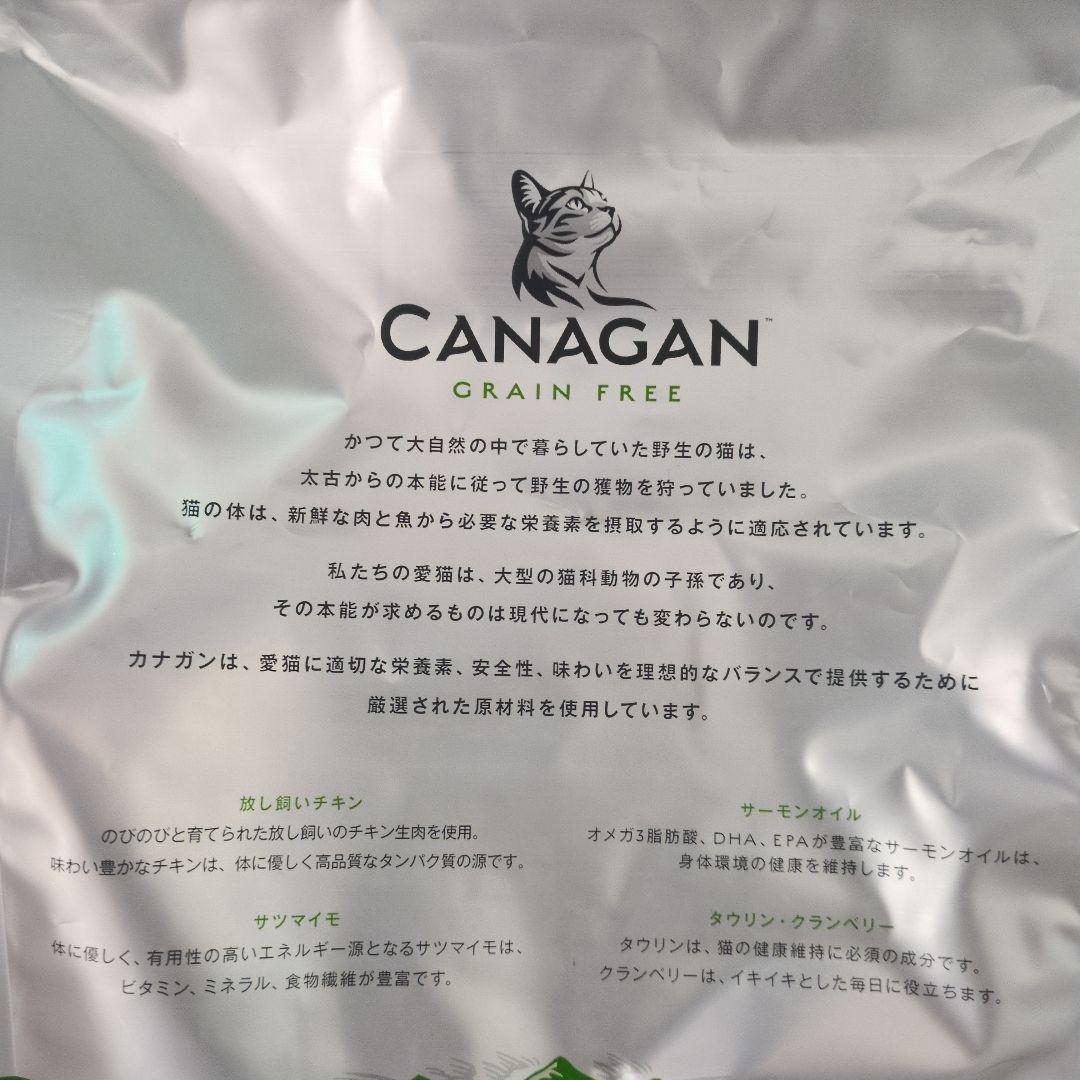 CANAGAN™
GRAIN FREE
かつて大自然の中で暮らしていた野生の猫は、
太古からの本能に従って野生の獲物を狩っていました。
猫の体は、新鮮な肉と魚から必要な栄養素を摂取するように適応されています。
私たちの愛猫は、大型の猫科動物の子孫であり、
その本能が求めるものは現代になっても変わらないのです。
カナガンは、愛猫に適切な栄養素、安全性、味わいを理想的なバランスで提供するために
厳選された原材料を使用しています。
放し飼いチキン
のびのびと育てられた放し飼いのチキン生肉を使用。
味わい豊かなチキンは、体に優しく高品質なタンパク質の源です。
サーモンオイル
オメガ3脂肪酸、DHA、EPAが豊富なサーモンオイルは、
身体環境の健康を維持します。
サツマイモ
体に優しく、有用性の高いエネルギー源となるサツマイモは、
ビタミン、ミネラル、食物繊維が豊富です。
タウリン・クランベリー
タウリンは、猫の健康維持に必須の成分です。
クランベリーは、イキイキとした毎日に役立ちます。